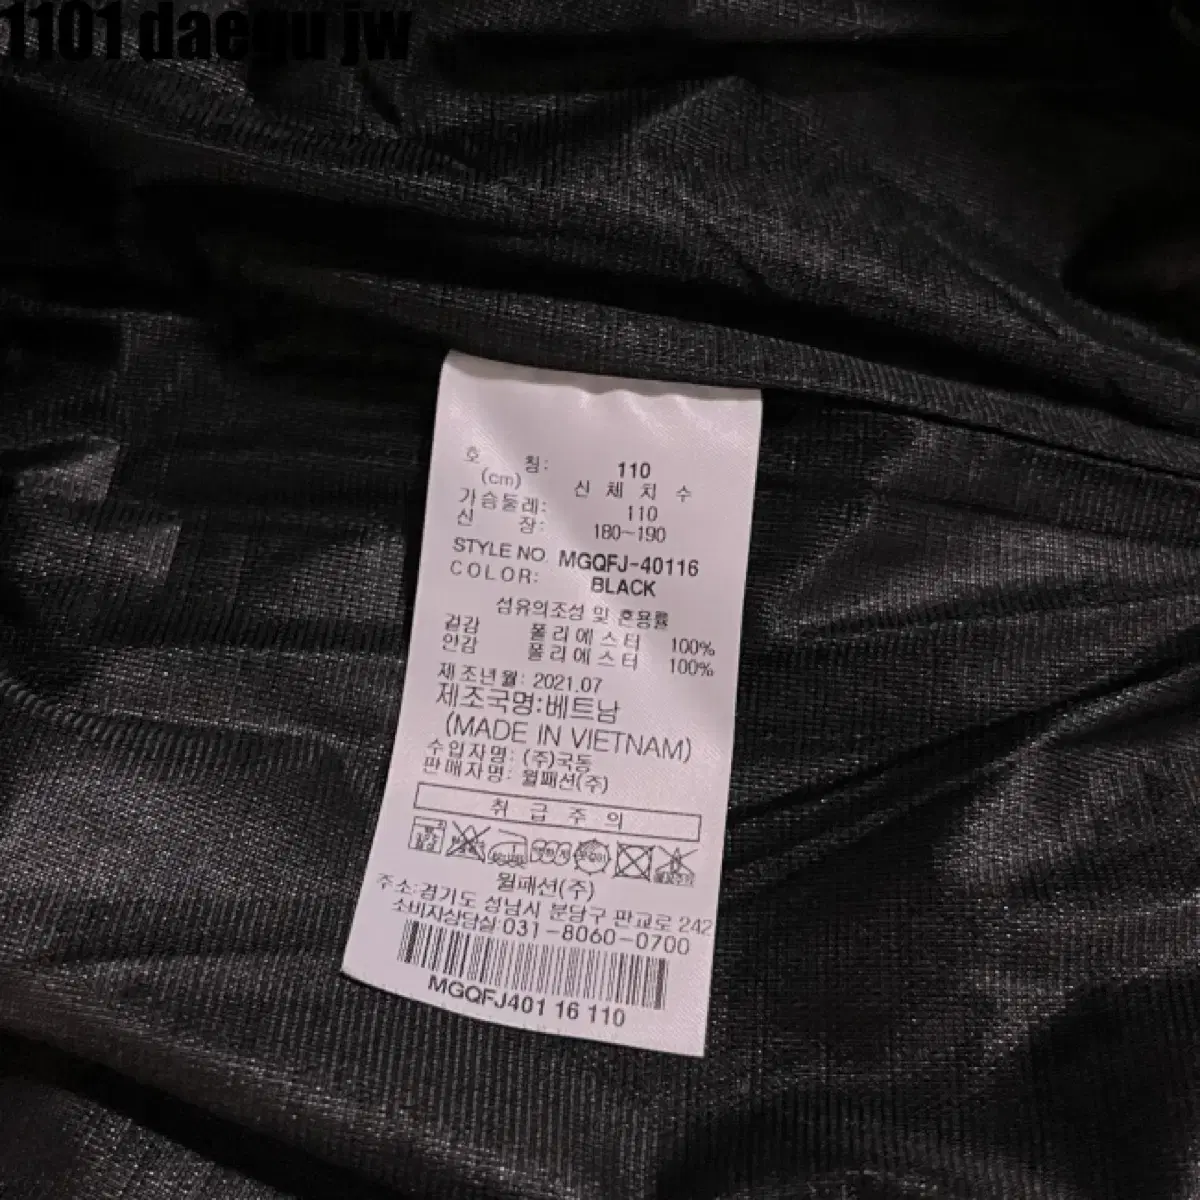 1101 daegu jw
호 칭: 110
(cm) 신 체 치 수
가슴둘레: 110
신 장: 180~190
STYLE NO. MGQFJ-40116
COLOR: BLACK
섬유의조성 및 혼용률
겉감 폴리에스터 100%
안감 폴리에스터 100%
제조년월: 2021.07
제조국명:베트남
(MADE IN VIETNAM)
수입자명: (주)국동
판매자명: 월패션(주)
취 급 주 의
월패션(주)
주소:경기도 성남시 분당구 판교로 242
소비자상담실:031-8060-0700
MGQFJ401 16 110